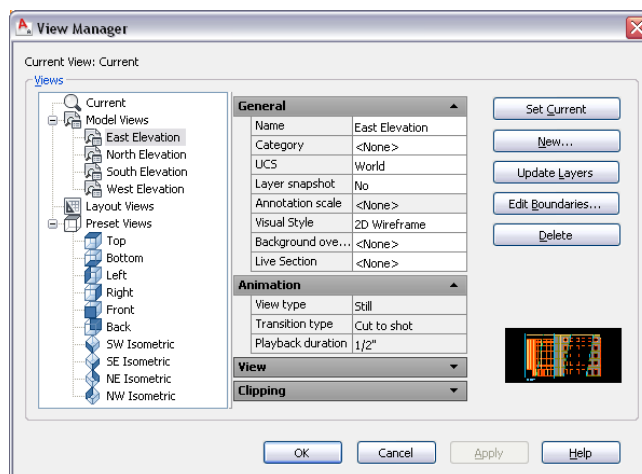 View Manager
Current View: Current
Views
Current
Model Views
East Elevation
North Elevation
South Elevation
West Elevation
Layout Views
Preset Views
Top
Bottom
Left
Right
Front
Back
SW Isometric
SE Isometric
NE Isometric
NW Isometric
General
Name East Elevation
Category <None>
UCS World
Layer snapshot No
Annotation scale <None>
Visual Style 2D Wireframe
Background ove... <None>
Live Section <None>
Animation
View type Still
Transition type Cut to shot
Playback duration 1/2"
View
Clipping
Set Current
New...
Update Layers
Edit Boundaries...
Delete
OK Cancel Apply Help